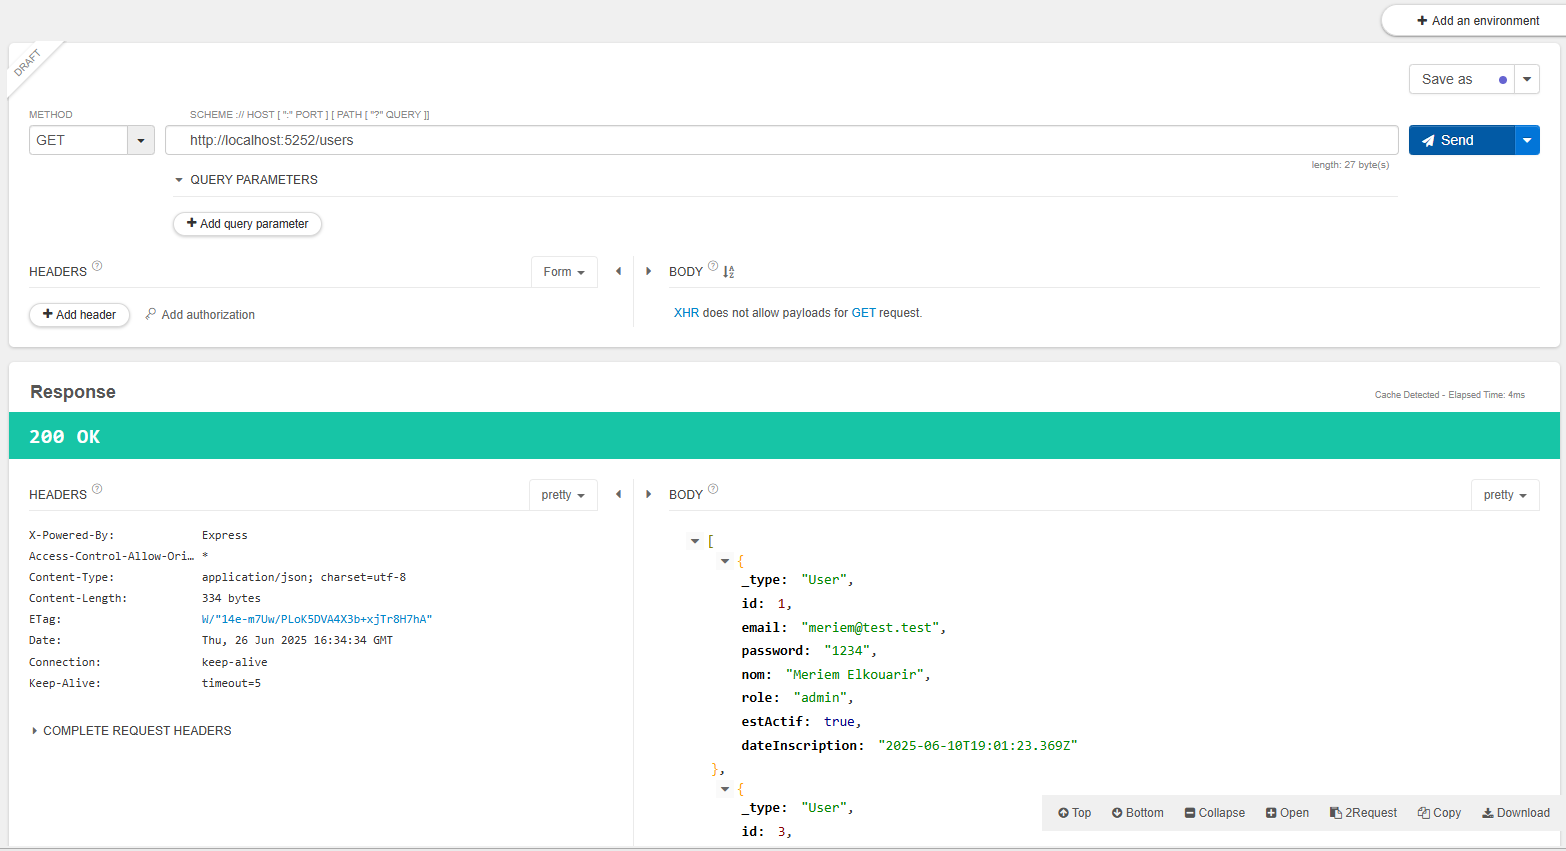 Add an environment
DRAFT
Save as
METHOD
SCHEME :// HOST [ ":" PORT ] [ PATH [ "?" QUERY ]]
GET
http://localhost:5252/users
Send
length: 27 byte(s)
QUERY PARAMETERS
Add query parameter
HEADERS ?
Form
BODY ?
Add header
Add authorization
XHR does not allow payloads for GET request.
Response
Cache Detected - Elapsed Time: 4ms
200 OK
HEADERS ?
pretty
BODY ?
pretty
X-Powered-By: Express
Access-Control-Allow-Ori… *
Content-Type: application/json; charset=utf-8
Content-Length: 334 bytes
ETag: W/"14e-m7Uw/PLoK5DVA4X3b+xjTr8H7hA"
Date: Thu, 26 Jun 2025 16:34:34 GMT
Connection: keep-alive
Keep-Alive: timeout=5
COMPLETE REQUEST HEADERS
[
{
_type: "User",
id: 1,
email: "meriem@test.test",
password: "1234",
nom: "Meriem Elkouarir",
role: "admin",
estActif: true,
dateInscription: "2025-06-10T19:01:23.369Z"
},
{
_type: "User",
id: 3,
Top Bottom Collapse Open 2Request Copy Download